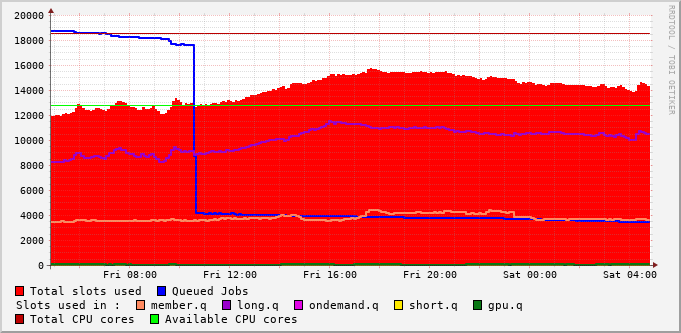 20000
18000
16000
14000
12000
10000
8000
6000
4000
2000
0
Fri 08:00 Fri 12:00 Fri 16:00 Fri 20:00 Sat 00:00 Sat 04:00
RRDTOOL / TOBI OETIKER
Total slots used Queued Jobs
Slots used in : member.q long.q ondemand.q short.q gpu.q
Total CPU cores Available CPU cores